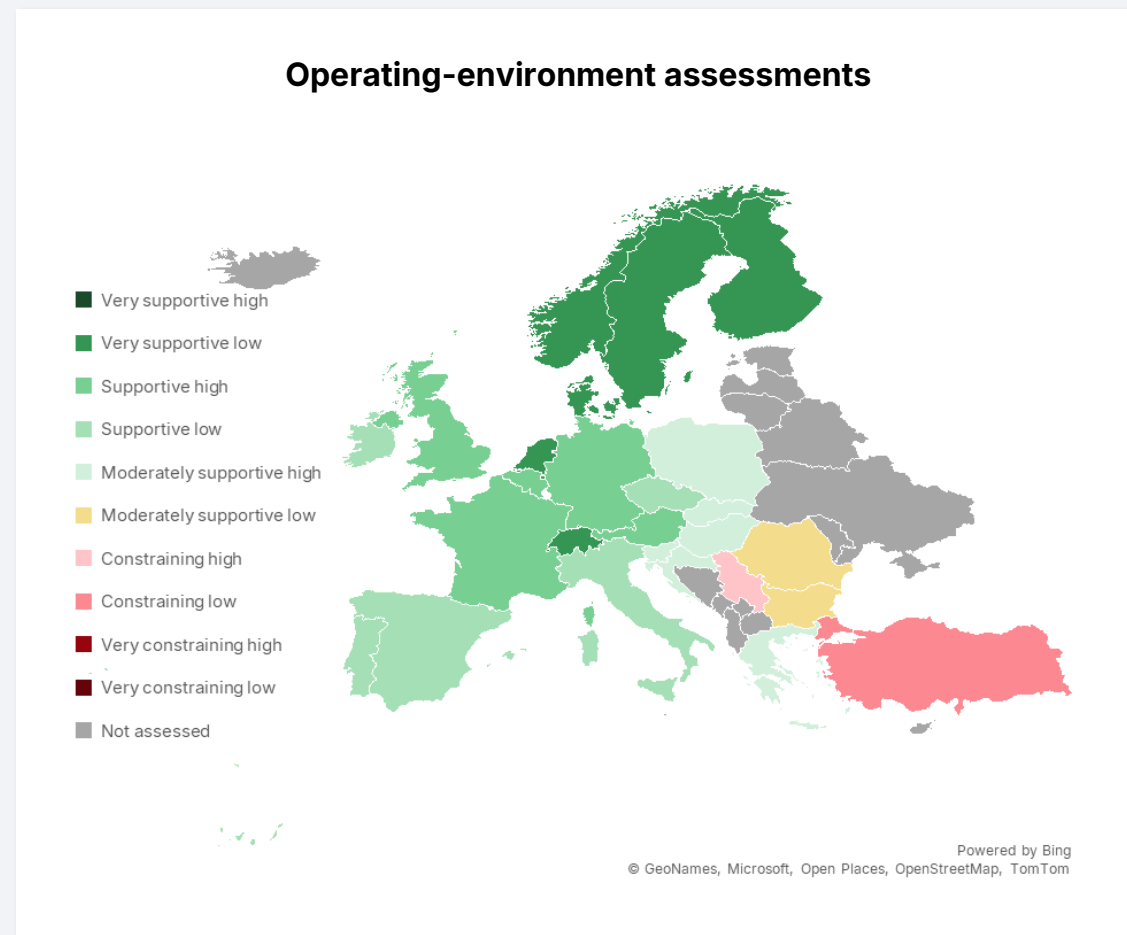 Operating-environment assessments
Very supportive high
Very supportive low
Supportive high
Supportive low
Moderately supportive high
Moderately supportive low
Constraining high
Constraining low
Very constraining high
Very constraining low
Not assessed
Powered by Bing
© GeoNames, Microsoft, Open Places, OpenStreetMap, TomTom